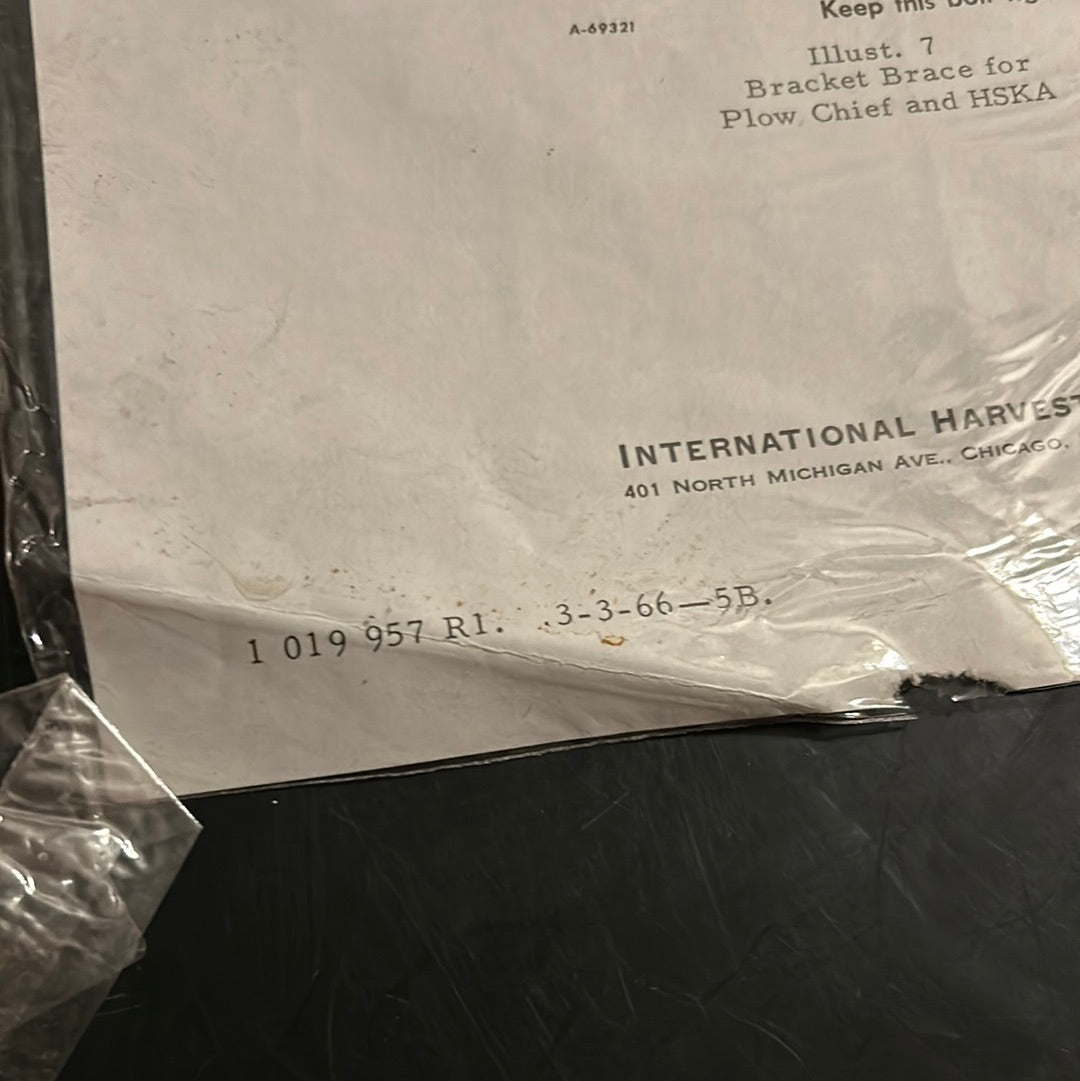 Keep this
A-69321
Illust. 7
Bracket Brace for
Plow Chief and HSKA
INTERNATIONAL HARVEST
401 NORTH MICHIGAN AVE., CHICAGO,
1 019 957 R1. .3-3-66—5B.